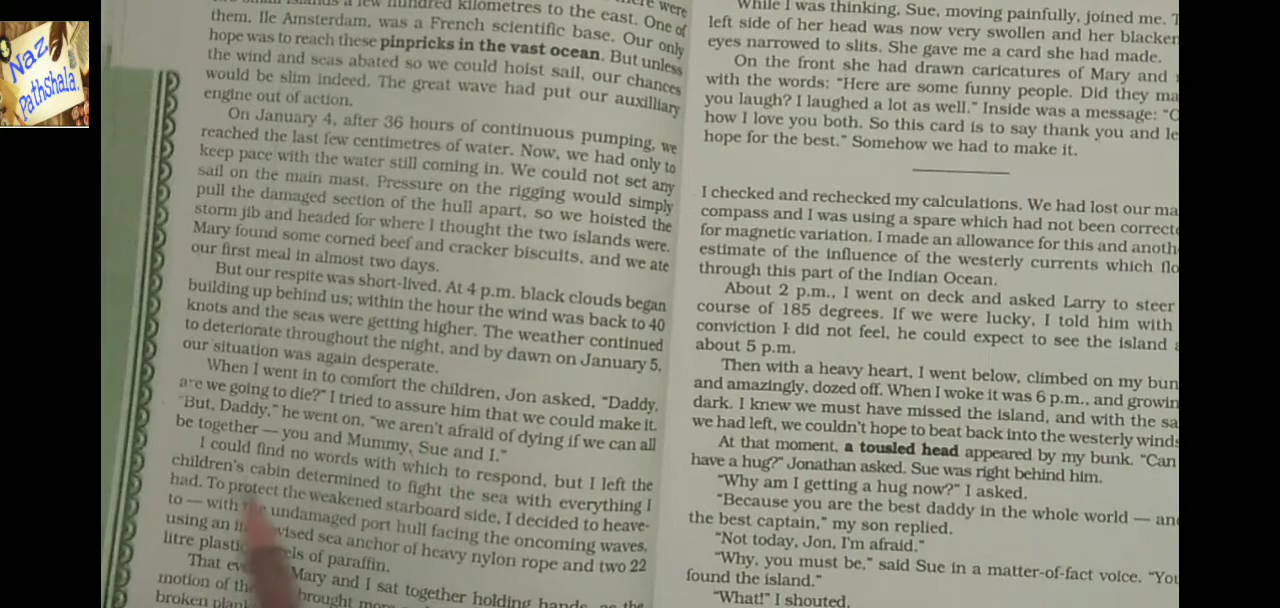 Naz
Pathshala.
there were
two small islands a few hundred kilometres to the east. One of
them, Ile Amsterdam, was a French scientific base. Our only
hope was to reach these pinpricks in the vast ocean. But unless
the wind and seas abated so we could hoist sail, our chances
would be slim indeed. The great wave had put our auxilliary
engine out of action.
On January 4, after 36 hours of continuous pumping, we
reached the last few centimetres of water. Now, we had only to
keep pace with the water still coming in. We could not set any
sail on the main mast. Pressure on the rigging would simply
pull the damaged section of the hull apart, so we hoisted the
storm jib and headed for where I thought the two islands were.
Mary found some corned beef and cracker biscuits, and we ate
our first meal in almost two days.
But our respite was short-lived. At 4 p.m. black clouds began
building up behind us; within the hour the wind was back to 40
knots and the seas were getting higher. The weather continued
to deteriorate throughout the night, and by dawn on January 5,
our situation was again desperate.
When I went in to comfort the children, Jon asked, “Daddy,
are we going to die?” I tried to assure him that we could make it.
“But, Daddy,” he went on, “we aren't afraid of dying if we can all
be together — you and Mummy, Sue and I.”
I could find no words with which to respond, but I left the
children's cabin determined to fight the sea with everything I
had. To protect the weakened starboard side, I decided to heave-
to — with the undamaged port hull facing the oncoming waves,
using an improvised sea anchor of heavy nylon rope and two 22
litre plastic barrels of paraffin.
That Mary and I sat together holding hands, as the
motion of the brought more
broken
While I was thinking, Sue, moving painfully, joined me.
left side of her head was now very swollen and her blacken
eyes narrowed to slits. She gave me a card she had made.
On the front she had drawn caricatures of Mary and
with the words: “Here are some funny people. Did they ma
you laugh? I laughed a lot as well.” Inside was a message:
how I love you both. So this card is to say thank you and le
hope for the best.” Somehow we had to make it.
I checked and rechecked my calculations. We had lost our ma
compass and I was using a spare which had not been correcte
for magnetic variation. I made an allowance for this and anoth
estimate of the influence of the westerly currents which flo
through this part of the Indian Ocean.
About 2 p.m., I went on deck and asked Larry to steer
course of 185 degrees. If we were lucky, I told him with
conviction I did not feel, he could expect to see the island
about 5 p.m.
Then with a heavy heart, I went below, climbed on my bun
and amazingly, dozed off. When I woke it was 6 p.m., and growin
dark. I knew we must have missed the island, and with the sa
we had left, we couldn't hope to beat back into the westerly winds
At that moment, a tousled head appeared by my bunk. “Can
have a hug?” Jonathan asked. Sue was right behind him.
“Why am I getting a hug now?” I asked.
“Because you are the best daddy in the whole world — an
the best captain,” my son replied.
“Not today, Jon, I'm afraid.”
“Why, you must be,” said Sue in a matter-of-fact voice. “You
found the island.”
“What!” I shouted.